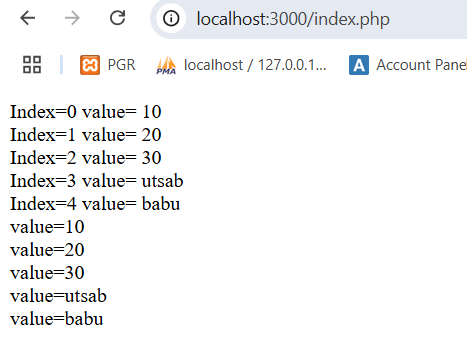 localhost:3000/index.php
PGR
PMA
localhost / 127.0.0.1...
A
Account Pane
Index=0 value= 10
Index=1 value= 20
Index=2 value= 30
Index=3 value= utsab
Index=4 value= babu
value=10
value=20
value=30
value=utsab
value=babu